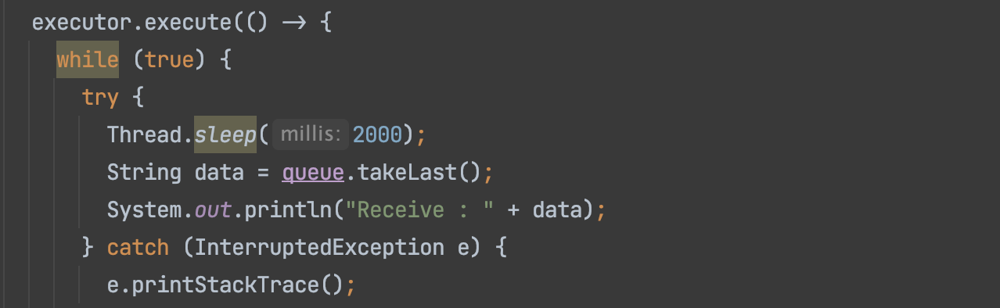 executor.execute(() -> {
while (true) {
try {
Thread.sleep( millis: 2000);
String data = queue.takeLast();
System.out.println("Receive : " + data);
} catch (InterruptedException e) {
e.printStackTrace();